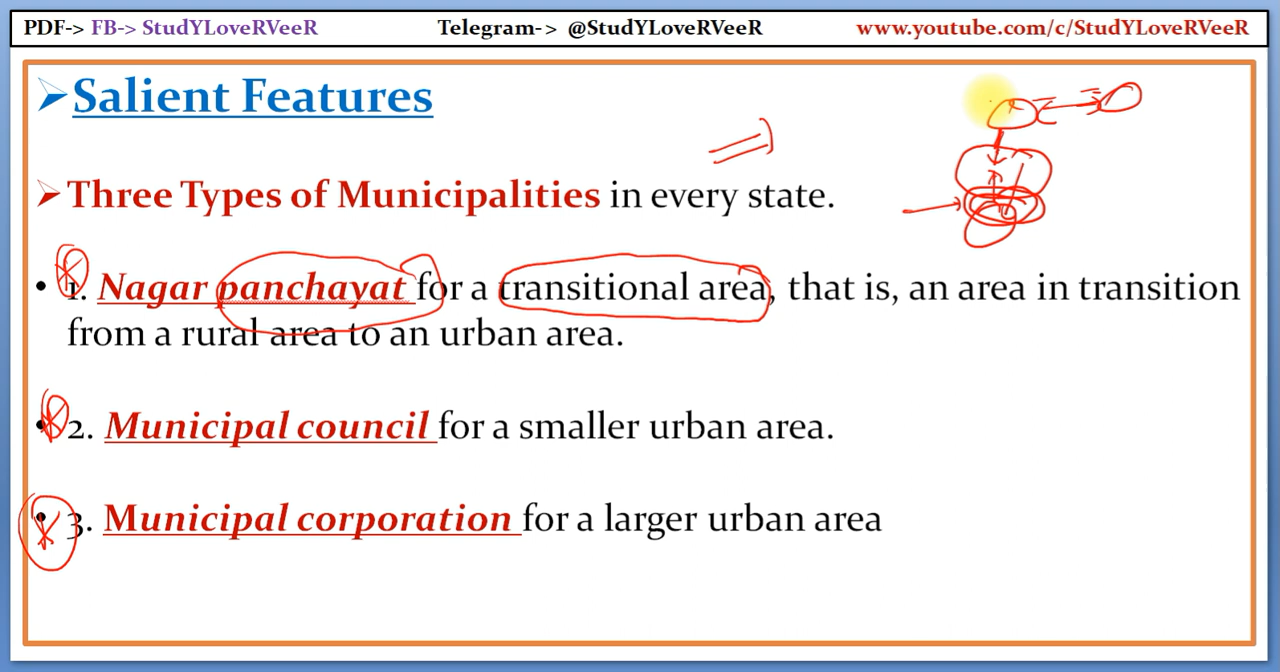 PDF-> FB-> StudYLoveRVeeR Telegram-> @StudYLoveRVeeR www.youtube.com/c/StudYLoveRVeeR
➤Salient Features
➤Three Types of Municipalities in every state.
• 1. Nagar panchayat for a transitional area, that is, an area in transition
from a rural area to an urban area.
• 2. Municipal council for a smaller urban area.
• 3. Municipal corporation for a larger urban area